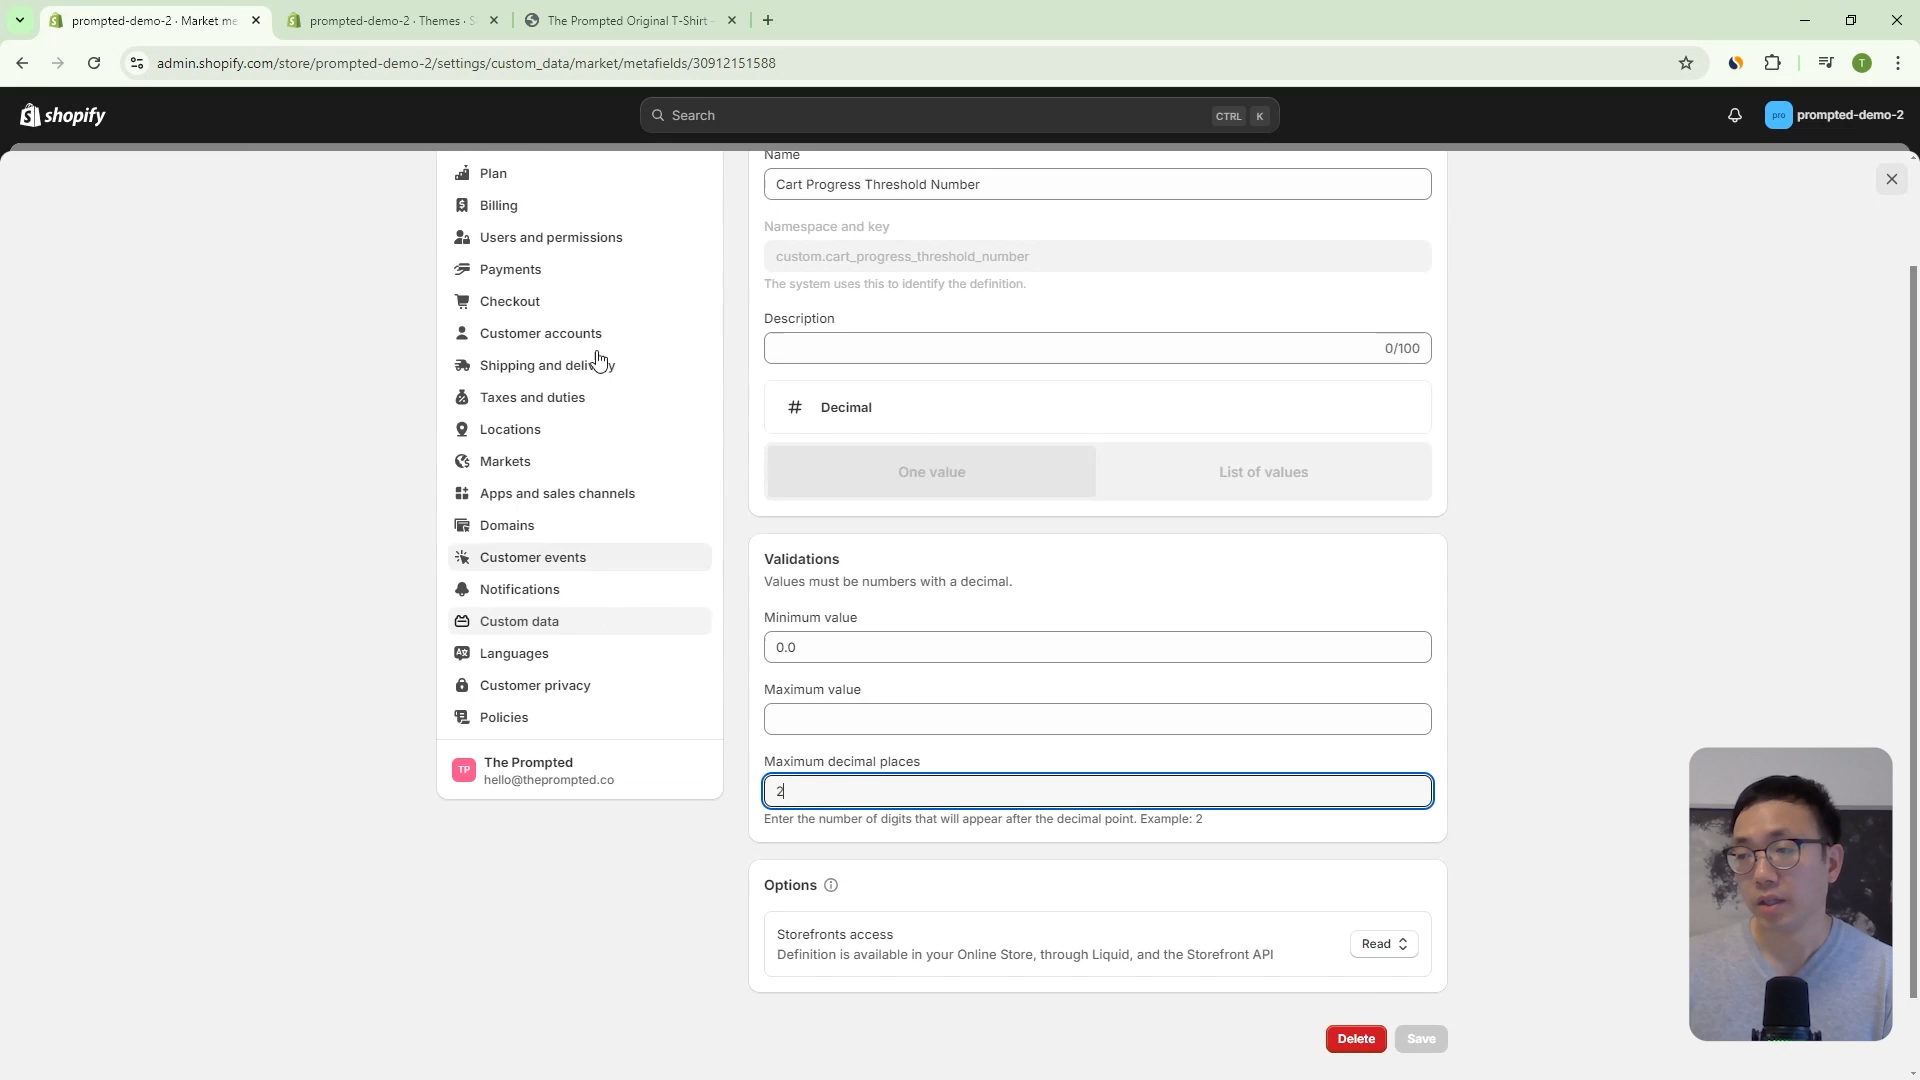 prompted-demo-2 · Market me
prompted-demo-2 · Themes · S
The Prompted Original T-Shirt
admin.shopify.com/store/prompted-demo-2/settings/custom_data/market/metafields/30912151588
T
shopify
Search
CTRL K
pro
prompted-demo-2
Plan
Billing
Users and permissions
Payments
Checkout
Customer accounts
Shipping and delivery
Taxes and duties
Locations
Markets
Apps and sales channels
Domains
Customer events
Notifications
Custom data
Languages
Customer privacy
Policies
TP
The Prompted
hello@theprompted.co
Name
Cart Progress Threshold Number
Namespace and key
custom.cart_progress_threshold_number
The system uses this to identify the definition.
Description
0/100
# Decimal
One value
List of values
Validations
Values must be numbers with a decimal.
Minimum value
0.0
Maximum value
Maximum decimal places
2
Enter the number of digits that will appear after the decimal point. Example: 2
Options
Storefronts access
Definition is available in your Online Store, through Liquid, and the Storefront API
Read
Delete
Save